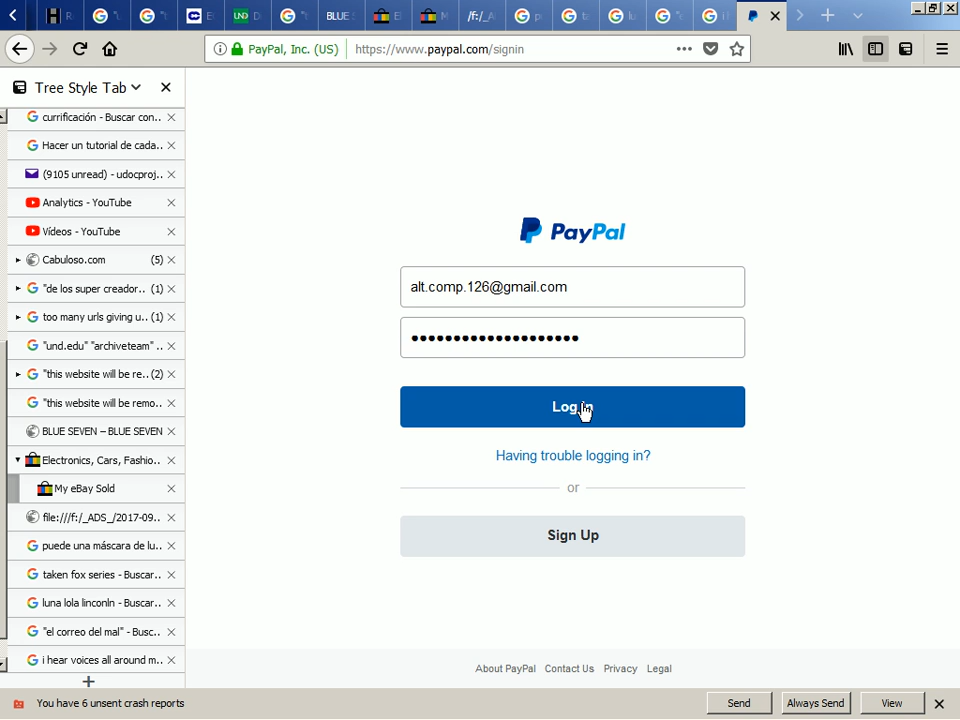 BLUE S
/f:/_A
PayPal, Inc. (US)
https://www.paypal.com/signin
Tree Style Tab
currificación - Buscar con..
Hacer un tutorial de cada..
(9105 unread) - udocproj..
Analytics - YouTube
Vídeos - YouTube
Cabuloso.com (5)
"de los super creador.. (1)
too many urls giving u.. (1)
"und.edu" "archiveteam" ..
"this website will be re.. (2)
"this website will be remo..
BLUE SEVEN – BLUE SEVEN
Electronics, Cars, Fashio..
My eBay Sold
file:///f:/_ADS_/2017-09..
puede una máscara de lu..
taken fox series - Buscar..
luna lola linconln - Buscar..
"el correo del mal" - Busc..
i hear voices all around m..
PayPal
alt.comp.126@gmail.com
Log In
Having trouble logging in?
or
Sign Up
About PayPal Contact Us Privacy Legal
You have 6 unsent crash reports
Send Always Send View